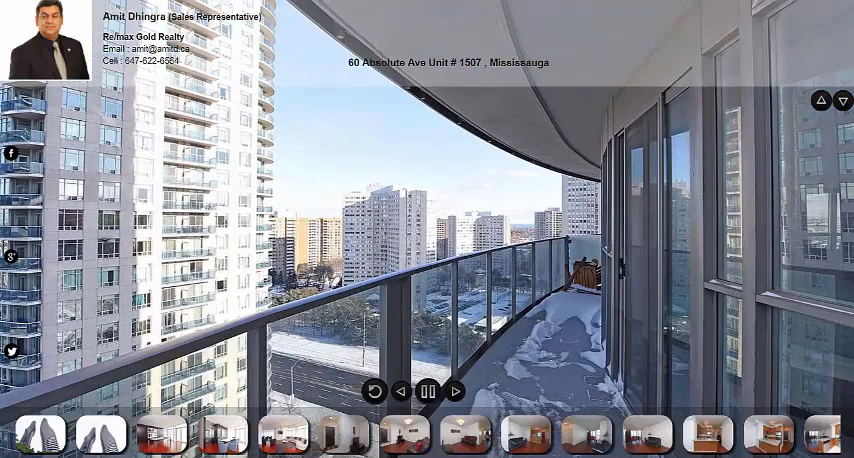 Amit Dhingra (Sales Representative)
Re/max Gold Realty
Email : amit@amitd.ca
Cell : 647-622-6564
60 Absolute Ave Unit # 1507 , Mississauga